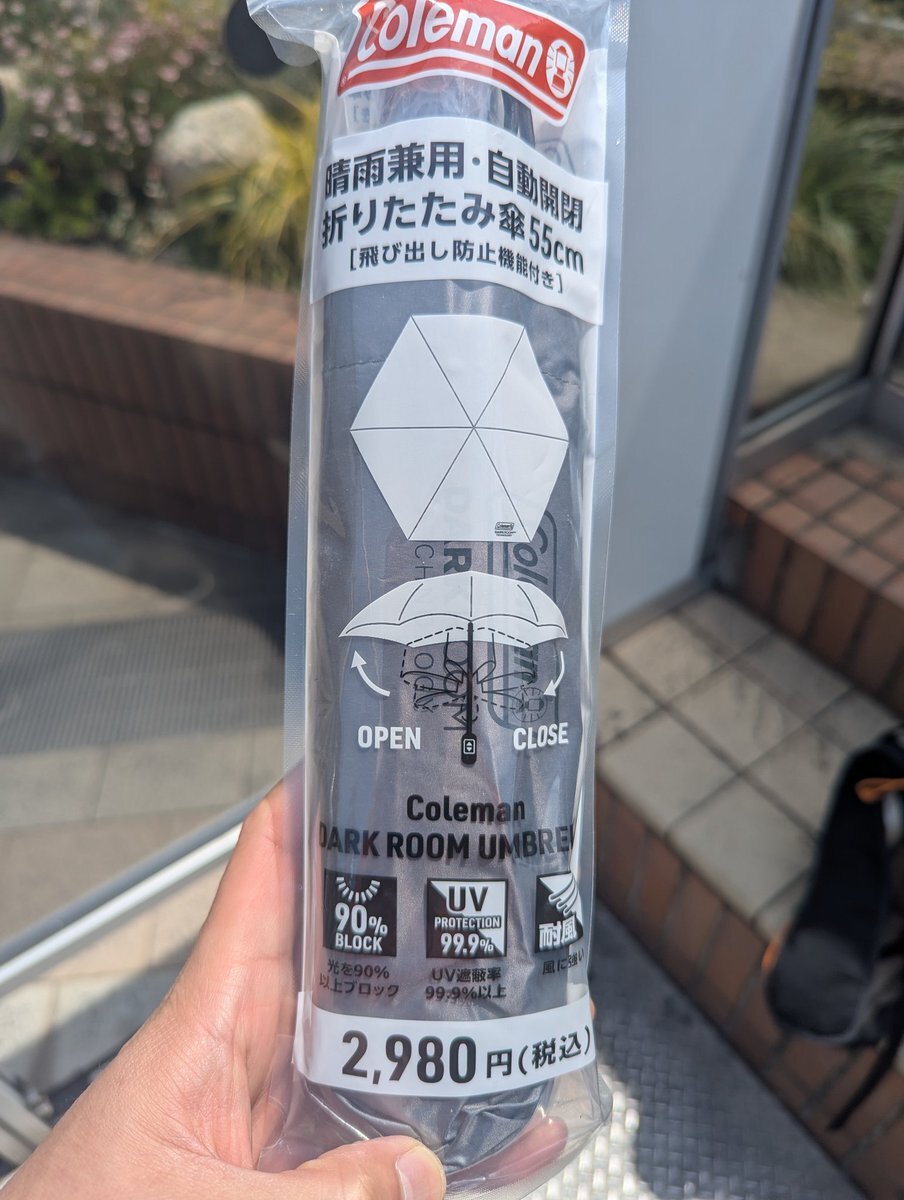 Coleman
晴雨兼用・自動開閉
折りたたみ傘55cm
[飛び出し防止機能付き]
Coleman
OPEN
CLOSE
Coleman
DARK ROOM UMBREL
90%
BLOCK
光を90%
以上ブロック
UV
PROTECTION
99.9%
UV遮蔽率
99.9%以上
耐風
風に強い
2,980円(税込)